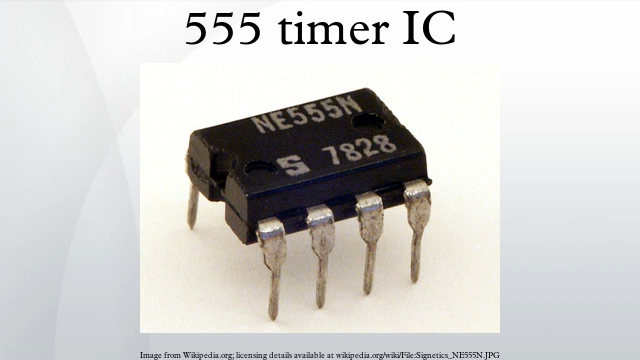 555 timer IC
NE555N
S 7828
Image from Wikipedia.org; licensing details available at wikipedia.org/wiki/File:Signetics_NE555N.JPG